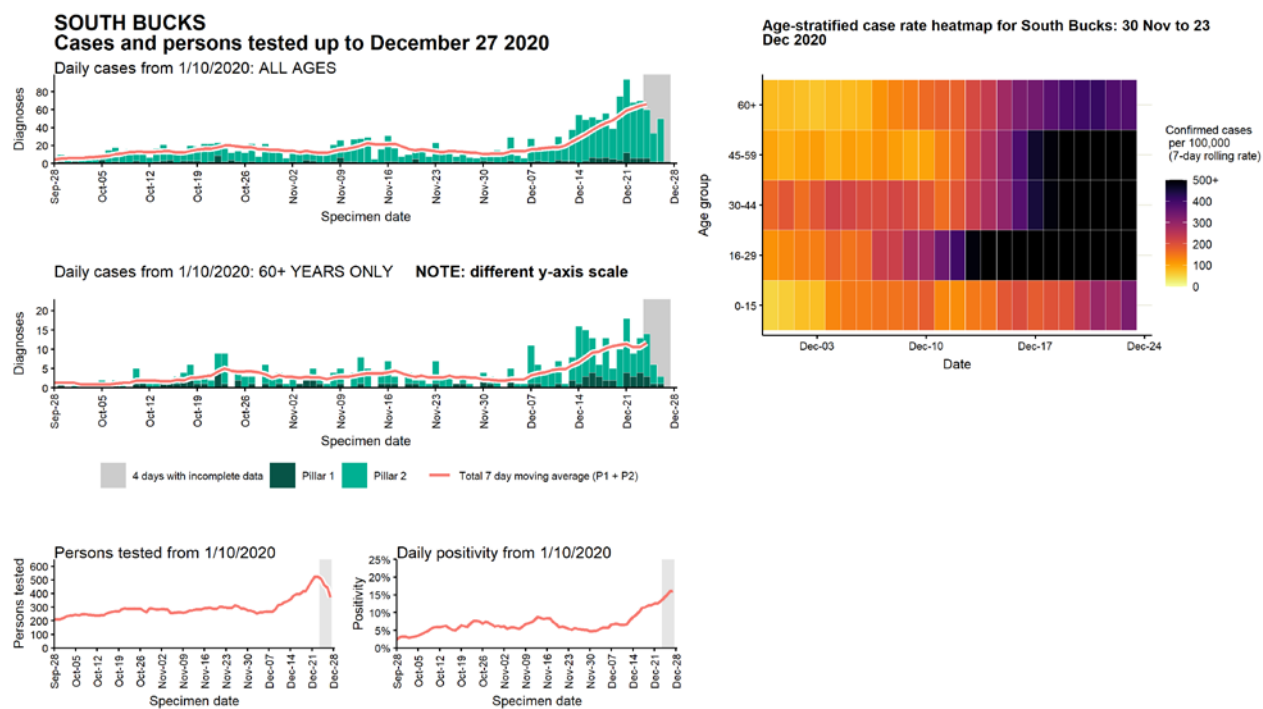 SOUTH BUCKS
Cases and persons tested up to December 27 2020
Daily cases from 1/10/2020: ALL AGES
Diagnoses
80
60
40
20
0
Sep-28
Oct-05
Oct-12
Oct-19
Oct-26
Nov-02
Nov-09
Nov-16
Nov-23
Nov-30
Dec-07
Dec-14
Dec-21
Dec-28
Specimen date
Daily cases from 1/10/2020: 60+ YEARS ONLY NOTE: different y-axis scale
Diagnoses
20
15
10
5
0
Sep-28
Oct-05
Oct-12
Oct-19
Oct-26
Nov-02
Nov-09
Nov-16
Nov-23
Nov-30
Dec-07
Dec-14
Dec-21
Dec-28
Specimen date
4 days with incomplete data Pillar 1 Pillar 2 Total 7 day moving average (P1 + P2)
Persons tested from 1/10/2020
Persons tested
600
500
400
300
200
100
0
Sep-28
Oct-05
Oct-12
Oct-19
Oct-26
Nov-02
Nov-09
Nov-16
Nov-23
Nov-30
Dec-07
Dec-14
Dec-21
Dec-28
Specimen date
Daily positivity from 1/10/2020
Positivity
25%
20%
15%
10%
5%
0%
Sep-28
Oct-05
Oct-12
Oct-19
Oct-26
Nov-02
Nov-09
Nov-16
Nov-23
Nov-30
Dec-07
Dec-14
Dec-21
Dec-28
Specimen date
Age-stratified case rate heatmap for South Bucks: 30 Nov to 23
Dec 2020
Age group
60+
45-59
30-44
16-29
0-15
Dec-03
Dec-10
Dec-17
Dec-24
Date
Confirmed cases
per 100,000
(7-day rolling rate)
500+
400
300
200
100
0